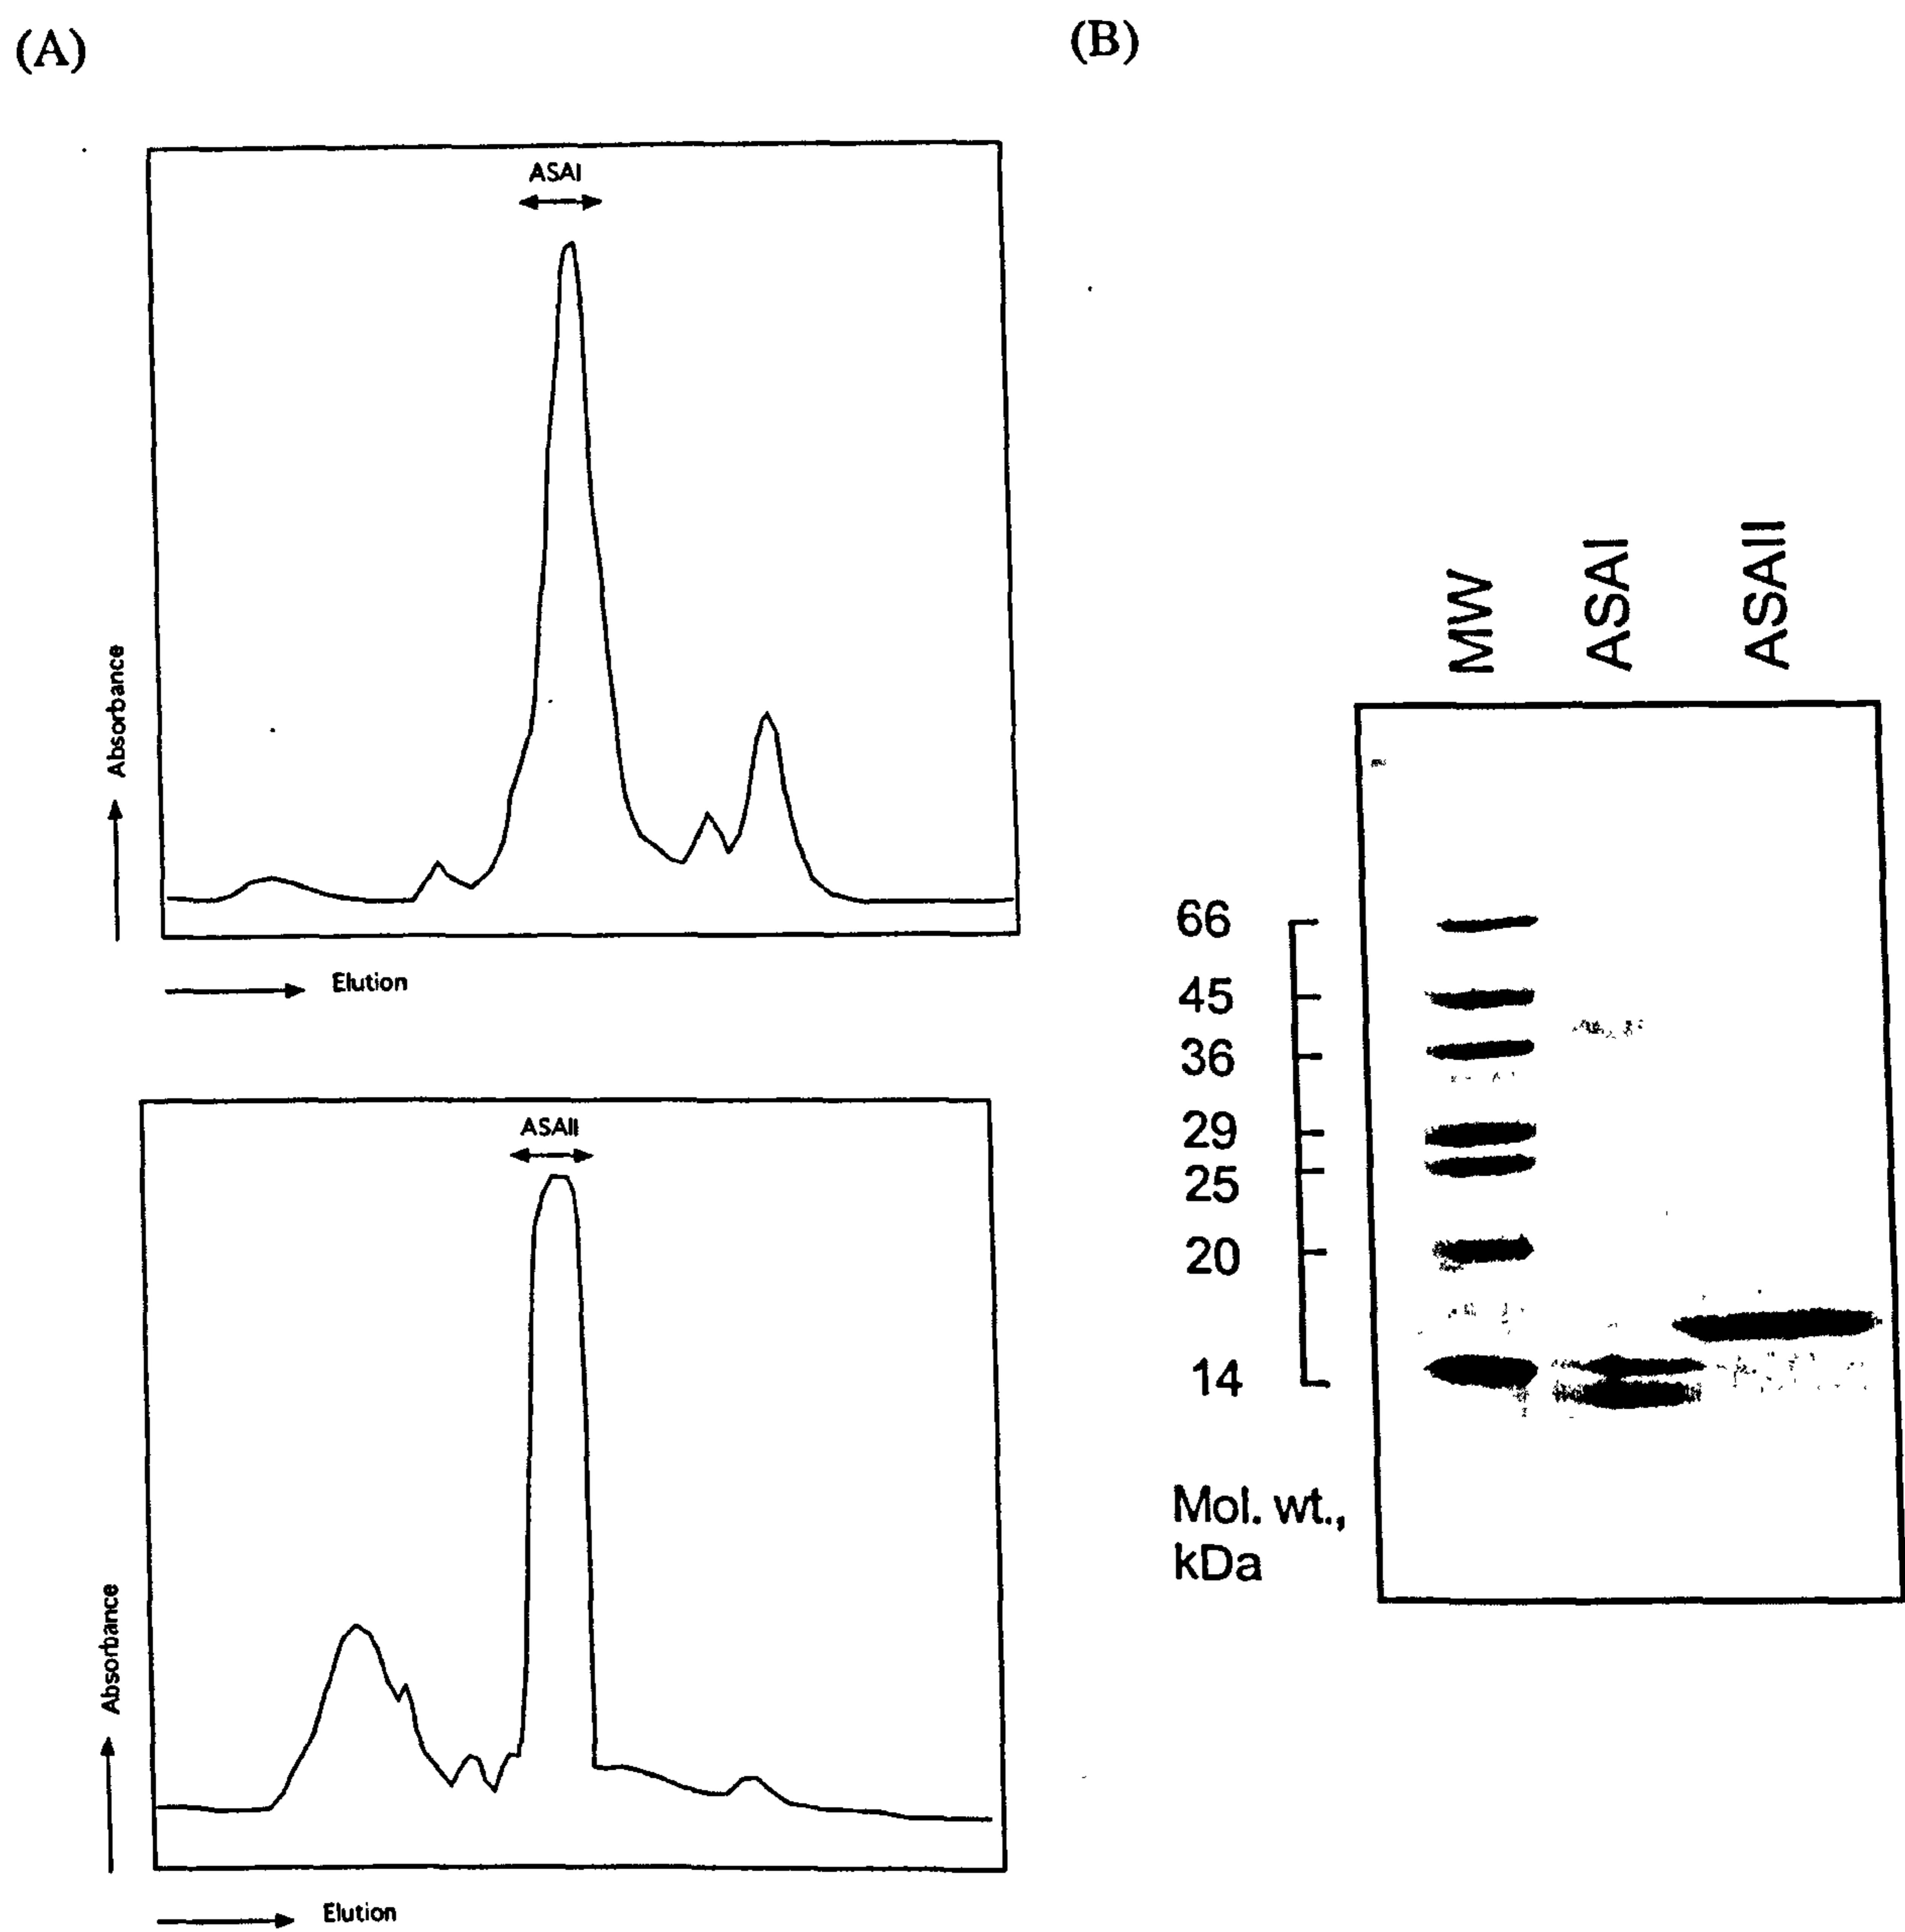 (A)
ASAI
Absorbance
Elution
ASAII
Absorbance
Elution
(B)
MW
ASAI
ASAII
66
45
36
29
25
20
14
Mol. wt.,
kDa